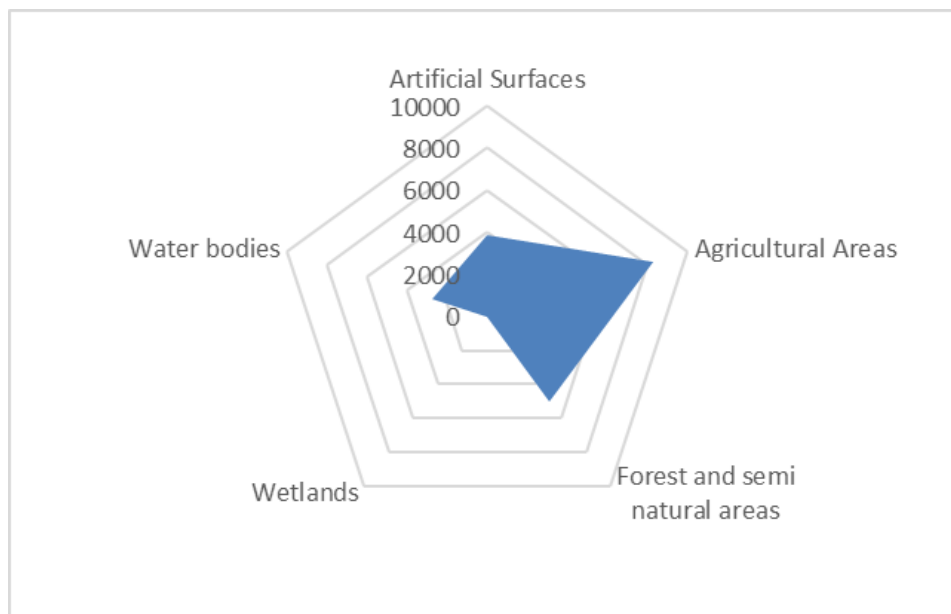 Artificial Surfaces
10000
8000
6000
4000
2000
0
Agricultural Areas
Forest and semi
natural areas
Wetlands
Water bodies